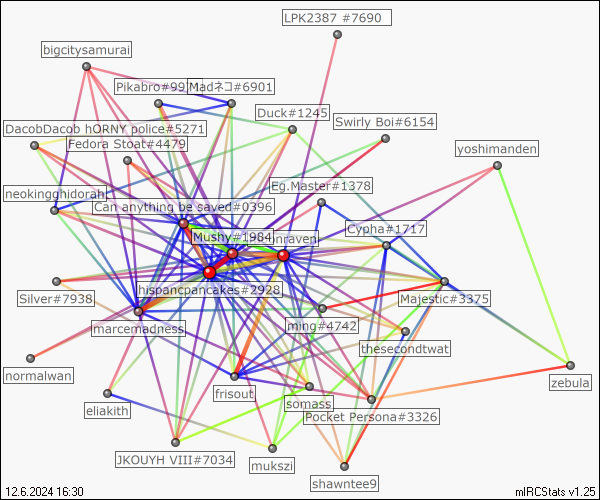 LPK2387 #7690
bigcitysamurai
Pikabro#99
Madネコ#6901
Duck#1245
Swirly Boi#6154
DacobDacob hORNY police#5271
Fedora Stoat#4479
yoshimanden
neokingghidorah
Eg.Master#1378
Can anything be saved#0396
Cypha#1717
Mushy#1984
nraven
hispancpancakes#2928
Silver#7938
Majestic#3375
marcemadness
ming#4742
thesecondtwat
normalwan
zebula
frisout
eliakith
somass
Pocket Persona#3326
JKOUYH VIII#7034
mukszi
shawntee9
12.6.2024 16:30
mIRCStats v1.25